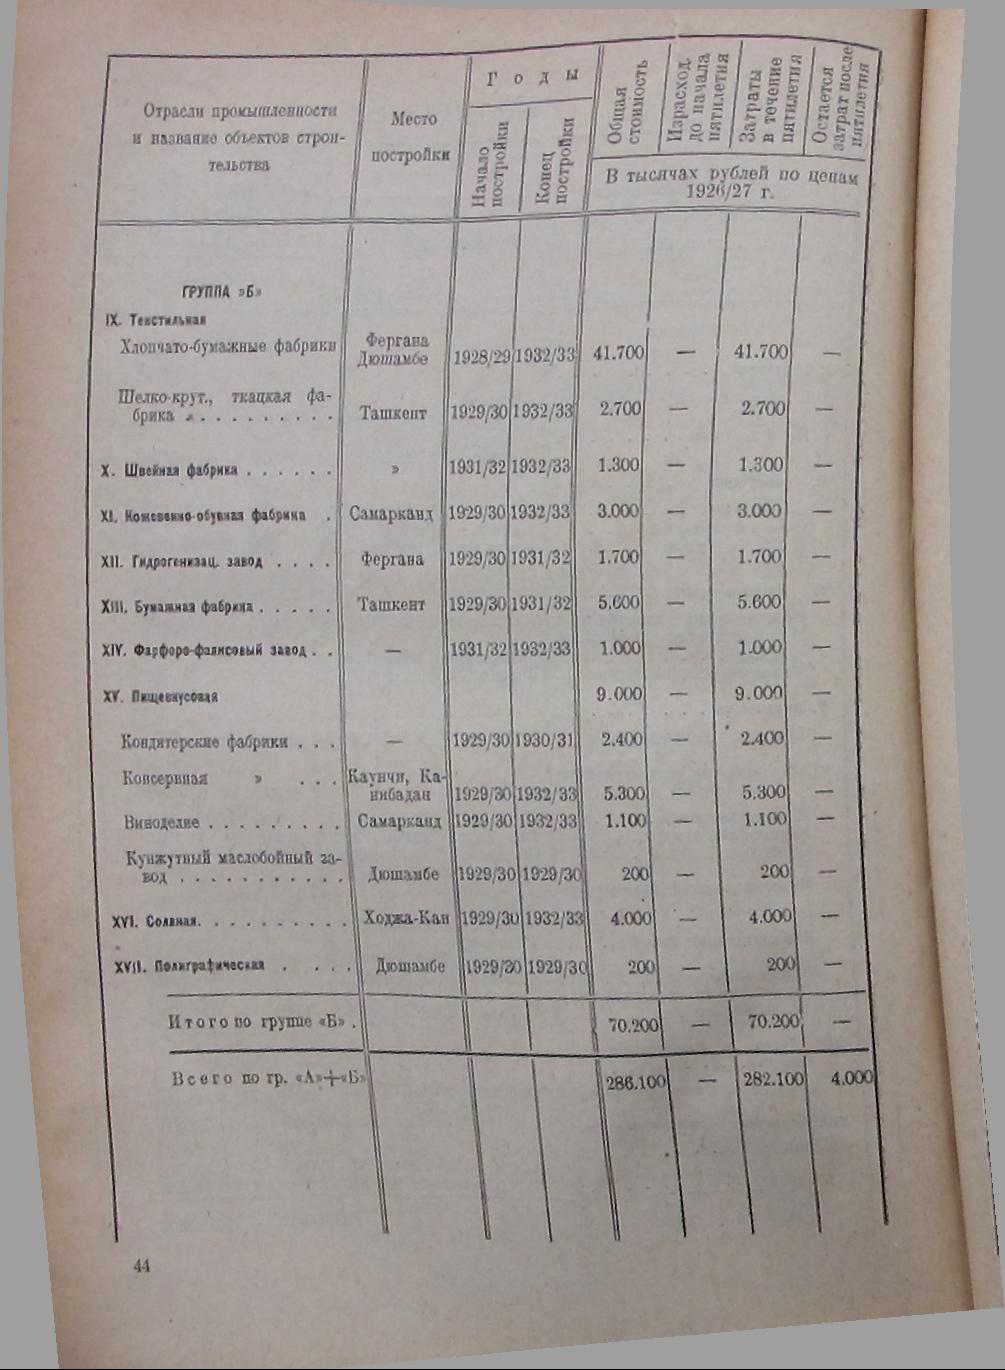 Отрасли промышленности
и название объектов строи-
тельства
Место
постройки
Годы
Начало
постройки
Конец
постройки
Общая
стоимость
Израсход.
до начала
пятилетия
Затраты
в течение
пятилетия
Остается
затрат после
пятилетия
В тысячах рублей по ценам
1926/27 г.
ГРУППА »Б»
IX. Текстильная
Хлопчато-бумажные фабрики Фергана Дюшамбе 1928/29 1932/33 41.700 — 41.700 —
Шелко-крут., ткацкая фа-
брика » . . . . . . . . . Ташкент 1929/30 1932/33 2.700 — 2.700 —
X. Швейная фабрика . . . . . . » 1931/32 1932/33 1.300 — 1.300 —
XI. Кожевенно-обувная фабрика . Самарканд 1929/30 1932/33 3.000 — 3.000 —
XII. Гидрогенизац. завод . . . . Фергана 1929/30 1931/32 1.700 — 1.700 —
XIII. Бумажная фабрика . . . . . Ташкент 1929/30 1931/32 5.600 — 5.600 —
XIV. Фарфоро-фаянсовый завод . . — 1931/32 1932/33 1.000 — 1.000 —
XV. Пищевкусовая 9.000 — 9.000 —
Кондитерские фабрики . . . — 1929/30 1930/31 2.400 — 2.400 —
Консервная » . . . Каунчи, Ка-
нибадан 1929/30 1932/33 5.300 — 5.300 —
Виноделие . . . . . . . . . Самарканд 1929/30 1932/33 1.100 — 1.100 —
Кунжутный маслобойный за-
вод . . . . . . . . . . . Дюшамбе 1929/30 1929/30 200 — 200 —
XVI. Соляная. . . . . . . . . . Ходжа-Кан 1929/30 1932/33 4.000 — 4.000 —
XVII. Полиграфическая . . . . Дюшамбе 1929/30 1929/30 200 — 200 —
Итого по группе «Б» . 70.200 — 70.200 —
Всего по гр. «А»+«Б» 286.100 — 282.100 4.000
44